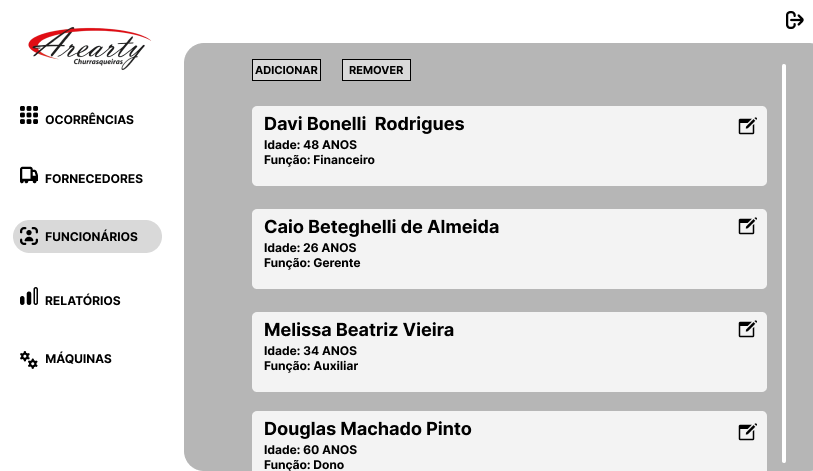 Arearty
Churrasqueiras
OCORRÊNCIAS
FORNECEDORES
FUNCIONÁRIOS
RELATÓRIOS
MÁQUINAS
ADICIONAR REMOVER
Davi Bonelli  Rodrigues
Idade: 48 ANOS
Função: Financeiro
Caio Beteghelli de Almeida
Idade: 26 ANOS
Função: Gerente
Melissa Beatriz Vieira
Idade: 34 ANOS
Função: Auxiliar
Douglas Machado Pinto
Idade: 60 ANOS
Função: Dono